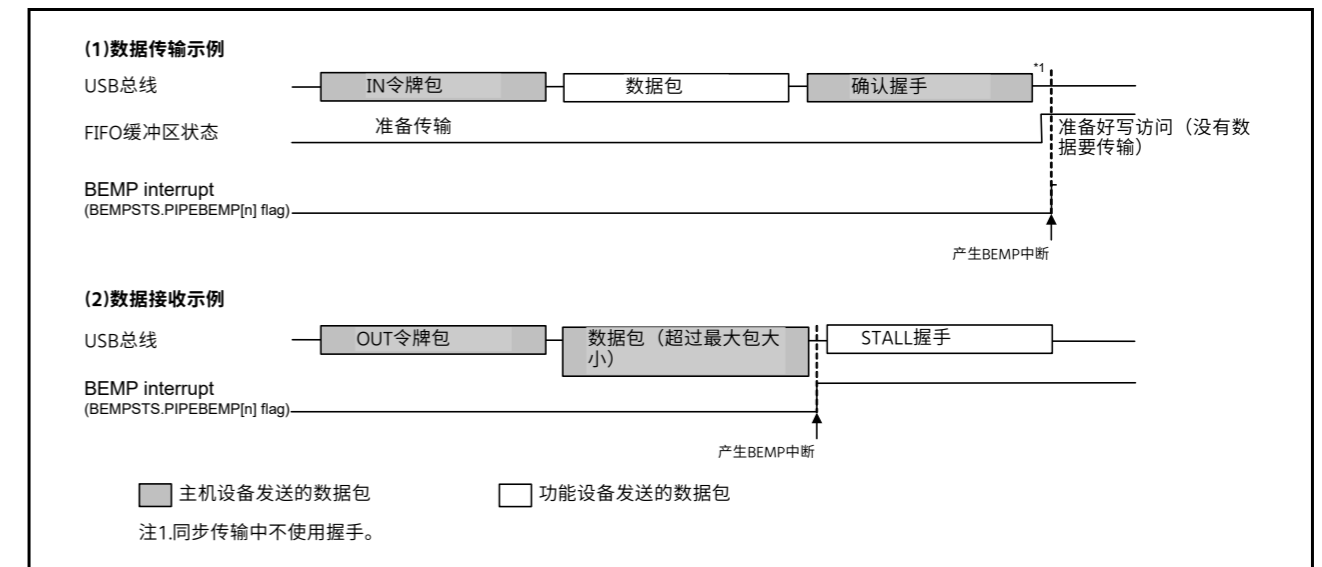 (1)数据传输示例
USB总线
IN令牌包
数据包
确认握手
*1
FIFO缓冲区状态
准备传输
准备好写访问（没有数
据要传输）
BEMP interrupt
(BEMPSTS.PIPEBEMP[n] flag)
产生BEMP中断
(2)数据接收示例
USB总线
OUT令牌包
数据包（超过最大包大
小）
STALL握手
BEMP interrupt
(BEMPSTS.PIPEBEMP[n] flag)
产生BEMP中断
主机设备发送的数据包
功能设备发送的数据包
注1.同步传输中不使用握手。